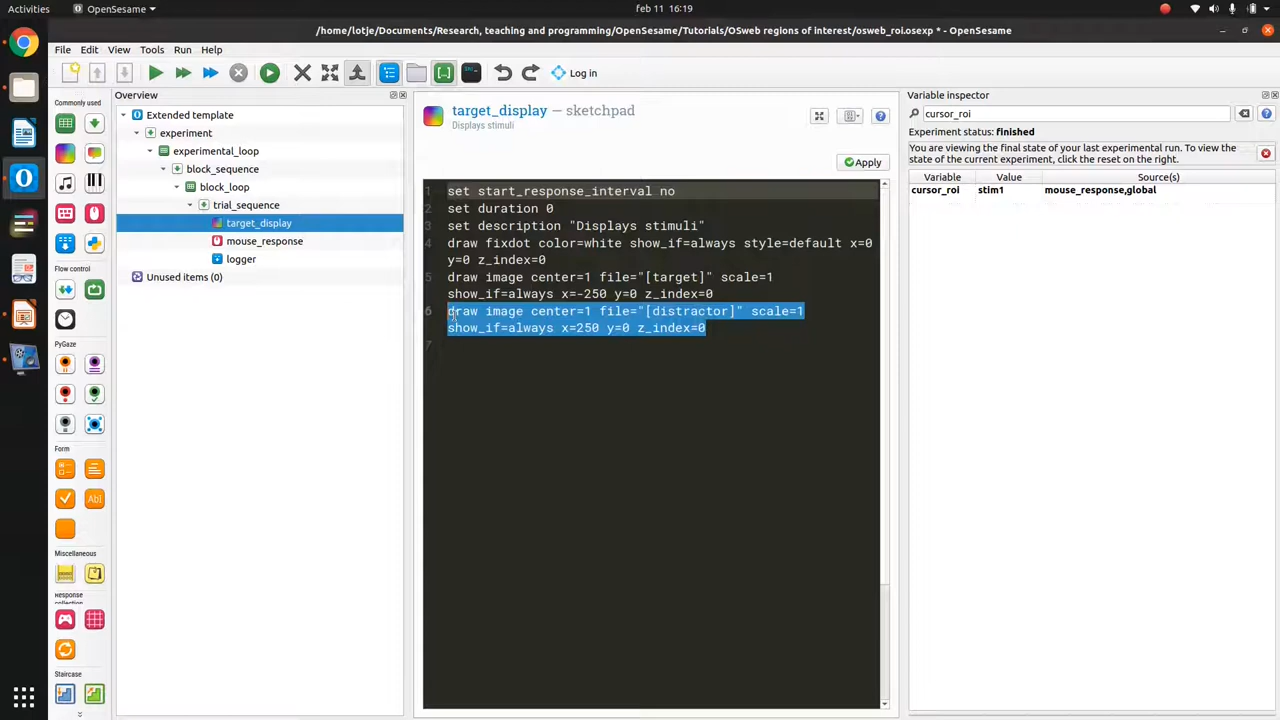 Activities
OpenSesame
feb 11 16:19
/home/lotje/Documents/Research, teaching and programming/OpenSesame/Tutorials/OSweb regions of interest/osweb_roi.osexp * - OpenSesame
File Edit View Tools Run Help
Log in
Overview
Extended template
experiment
experimental_loop
block_sequence
block_loop
trial_sequence
target_display
mouse_response
logger
Unused items (0)
Commonly used
Flow control
PyGaze
Form
Miscellaneous
Response collection
Staircase
target_display — sketchpad
Displays stimuli
Apply
1 set start_response_interval no
2 set duration 0
3 set description "Displays stimuli"
4 draw fixdot color=white show_if=always style=default x=0
y=0 z_index=0
5 draw image center=1 file="[target]" scale=1
show_if=always x=-250 y=0 z_index=0
6 draw image center=1 file="[distractor]" scale=1
show_if=always x=250 y=0 z_index=0
7
Variable inspector
cursor_roi
Experiment status: finished
You are viewing the final state of your last experimental run. To view the
state of the current experiment, click the reset on the right.
Variable Value Source(s)
cursor_roi stim1 mouse_response,global